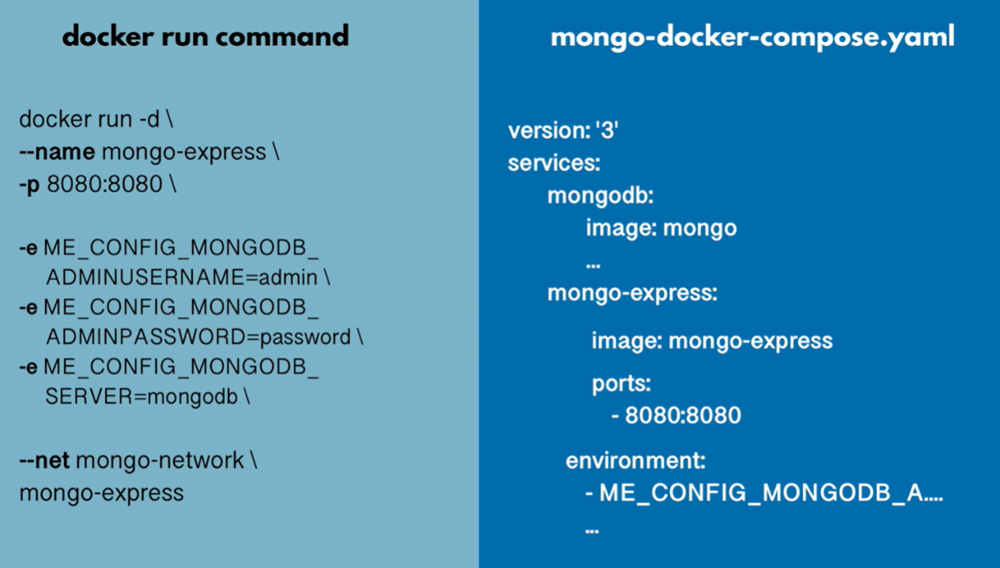 docker run command
docker run -d \
--name mongo-express \
-p 8080:8080 \
-e ME_CONFIG_MONGODB_
ADMINUSERNAME=admin \
-e ME_CONFIG_MONGODB_
ADMINPASSWORD=password \
-e ME_CONFIG_MONGODB_
SERVER=mongodb \
--net mongo-network \
mongo-express
mongo-docker-compose.yaml
version: '3'
services:
mongodb:
image: mongo
...
mongo-express:
image: mongo-express
ports:
- 8080:8080
environment:
- ME_CONFIG_MONGODB_A....
...